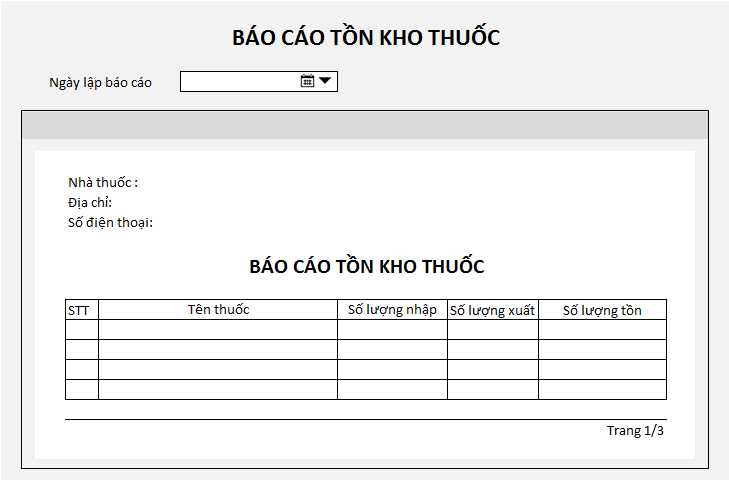 BÁO CÁO TỒN KHO THUỐC
Ngày lập báo cáo
Nhà thuốc :
Địa chỉ:
Số điện thoại:
BÁO CÁO TỒN KHO THUỐC
STT Tên thuốc Số lượng nhập Số lượng xuất Số lượng tồn
Trang 1/3